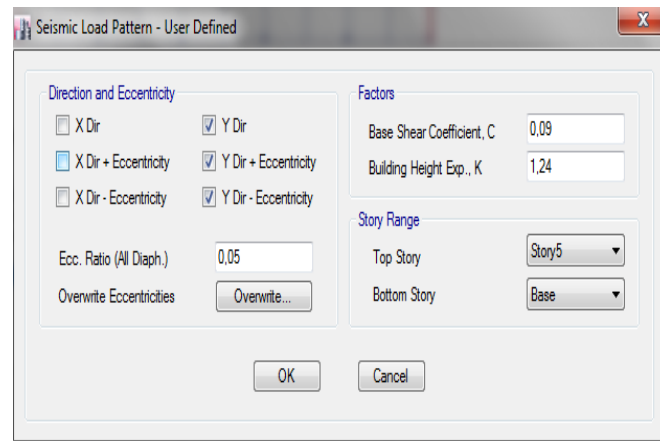 Seismic Load Pattern - User Defined
X
Direction and Eccentricity
X Dir
Y Dir
X Dir + Eccentricity
Y Dir + Eccentricity
X Dir - Eccentricity
Y Dir - Eccentricity
Ecc. Ratio (All Diaph.)
0,05
Overwrite Eccentricities
Overwrite...
Factors
Base Shear Coefficient, C
0,09
Building Height Exp., K
1,24
Story Range
Top Story
Story5
Bottom Story
Base
OK
Cancel